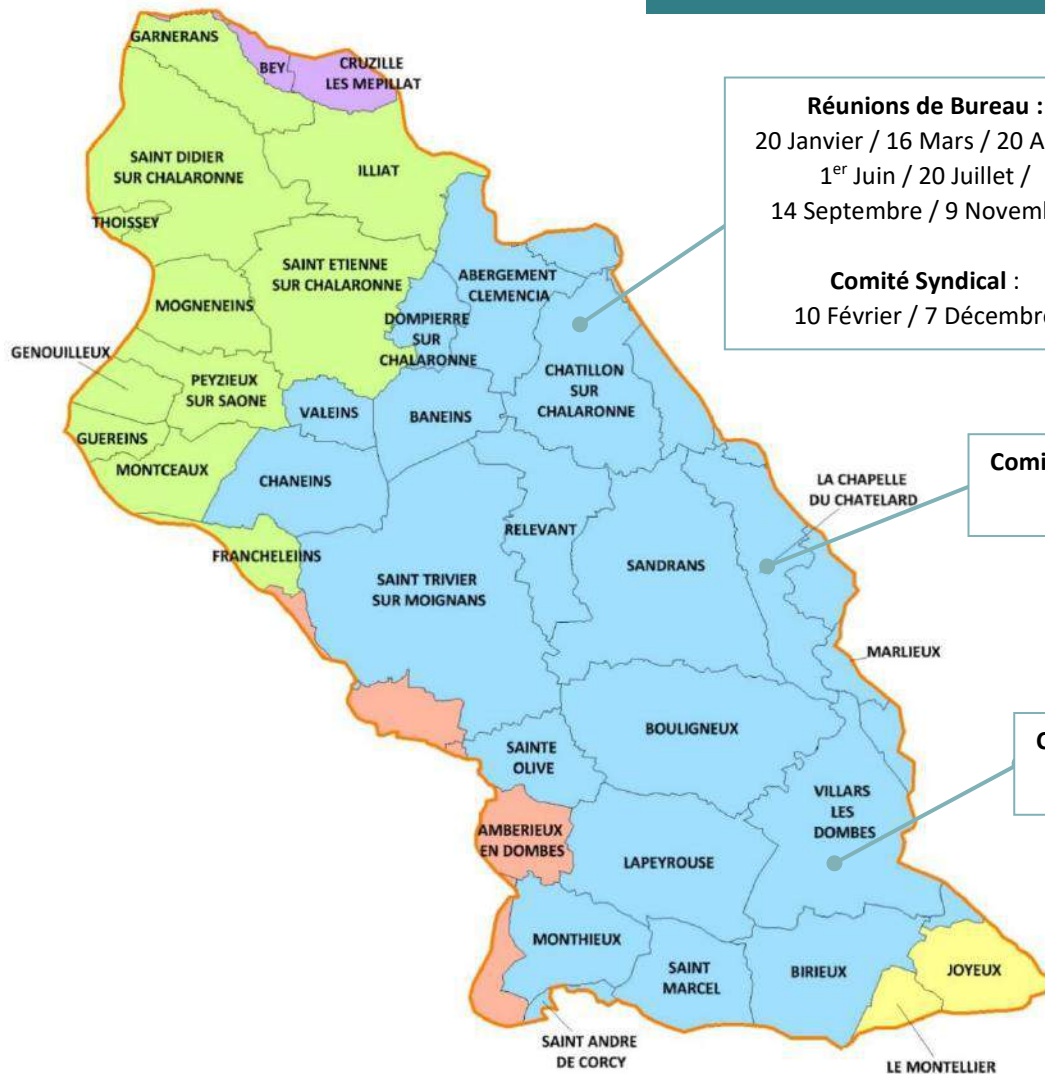 GARNERANS
BEY
CRUZILLE
LES MEPILLAT
Réunions de Bureau :
20 Janvier / 16 Mars / 20
1er Juin / 20 Juillet /
14 Septembre / 9
Comité Syndical :
10 Février / 7 Décembre
SAINT DIDIER
SUR CHALARONNE
ILLIAT
THOISSEY
SAINT ETIENNE
SUR CHALARONNE
ABERGEMENT
CLEMENCIA
MOGNENEINS
DOMPIERRE
SUR
CHALARONNE
GENOUILLEUX
PEYZIEUX
SUR SAONE
CHATILLON
SUR
CHALARONNE
VALEINS
BANEINS
GUEREINS
MONTCEAUX
CHANEINS
LA CHAPELLE
DU CHATELARD
RELEVANT
FRANCHELEIINS
SAINT TRIVIER
SUR MOIGNANS
SANDRANS
MARLIEUX
BOULIGNEUX
SAINTE
OLIVE
VILLARS
LES
DOMBES
AMBERIEUX
EN DOMBES
LAPEYROUSE
MONTHIEUX
SAINT
MARCEL
BIRIEUX
JOYEUX
SAINT ANDRE
DE CORCY
LE MONTELLIER